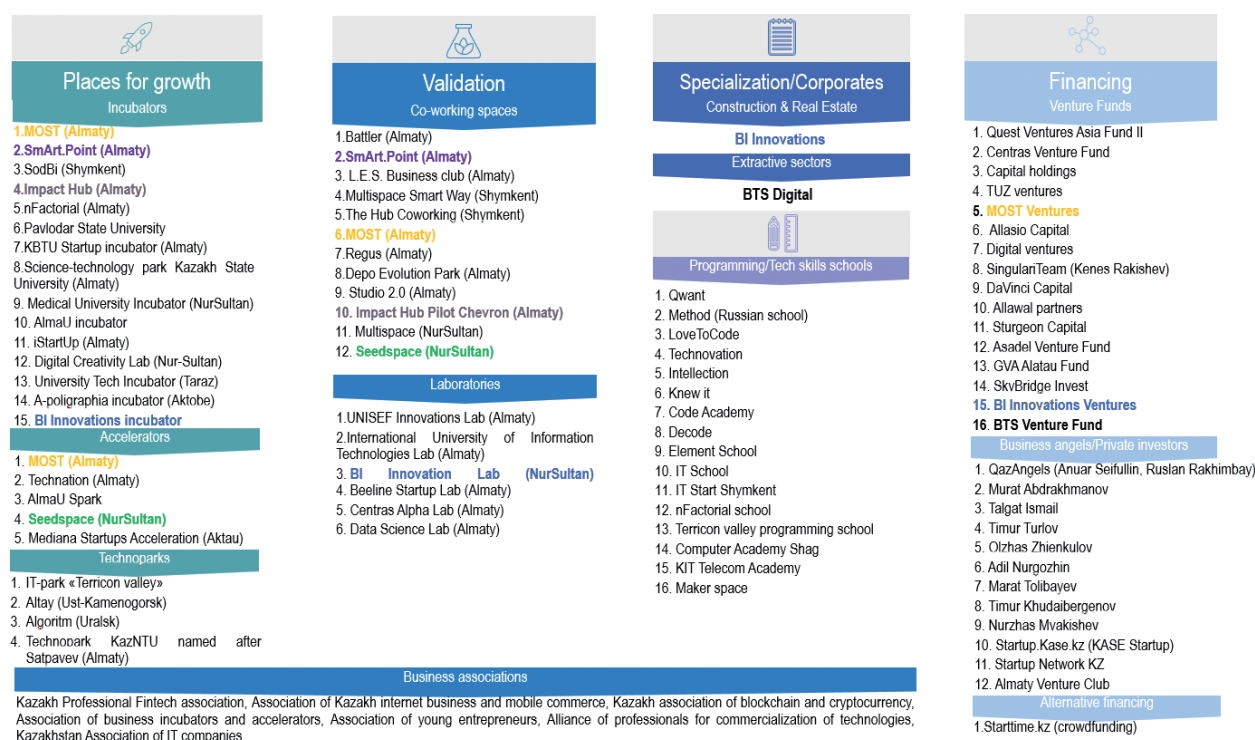 Places for growth
Incubators
1.MOST (Almaty)
2.SmArt.Point (Almaty)
3.SodBi (Shymkent)
4.Impact Hub (Almaty)
5.nFactorial (Almaty)
6.Pavlodar State University
7.KBTU Startup incubator (Almaty)
8.Science-technology park Kazakh State
University (Almaty)
9. Medical University Incubator (NurSultan)
10. AlmaU incubator
11. iStartUp (Almaty)
12. Digital Creativity Lab (Nur-Sultan)
13. University Tech Incubator (Taraz)
14. A-poligraphia incubator (Aktobe)
15. BI Innovations incubator
Accelerators
1. MOST (Almaty)
2. Technation (Almaty)
3. AlmaU Spark
4. Seedspace (NurSultan)
5. Mediana Startups Acceleration (Aktau)
Technoparks
1. IT-park «Terricon valley»
2. Altay (Ust-Kamenogorsk)
3. Algoritm (Uralsk)
4. Technopark KazNTU named after
Satpavev (Almaty)
Validation
Co-working spaces
1.Battler (Almaty)
2.SmArt.Point (Almaty)
3. L.E.S. Business club (Almaty)
4.Multispace Smart Way (Shymkent)
5.The Hub Coworking (Shymkent)
6.MOST (Almaty)
7.Regus (Almaty)
8.Depo Evolution Park (Almaty)
9. Studio 2.0 (Almaty)
10. Impact Hub Pilot Chevron (Almaty)
11. Multispace (NurSultan)
12. Seedspace (NurSultan)
Laboratories
1.UNISEF Innovations Lab (Almaty)
2.International University of Information
Technologies Lab (Almaty)
3. BI Innovation Lab (NurSultan)
4. Beeline Startup Lab (Almaty)
5. Centras Alpha Lab (Almaty)
6. Data Science Lab (Almaty)
Specialization/Corporates
Construction & Real Estate
BI Innovations
Extractive sectors
BTS Digital
Programming/Tech skills schools
1. Qwant
2. Method (Russian school)
3. LoveToCode
4. Technovation
5. Intellection
6. Knew it
7. Code Academy
8. Decode
9. Element School
10. IT School
11. IT Start Shymkent
12. nFactorial school
13. Terricon valley programming school
14. Computer Academy Shag
15. KIT Telecom Academy
16. Maker space
Financing
Venture Funds
1. Quest Ventures Asia Fund II
2. Centras Venture Fund
3. Capital holdings
4. TUZ ventures
5. MOST Ventures
6. Allasio Capital
7. Digital ventures
8. SingulariTeam (Kenes Rakishev)
9. DaVinci Capital
10. Allawal partners
11. Sturgeon Capital
12. Asadel Venture Fund
13. GVA Alatau Fund
14. SkvBridge Invest
15. BI Innovations Ventures
16. BTS Venture Fund
Business angels/Private investors
1. QazAngels (Anuar Seifullin, Ruslan Rakhimbay)
2. Murat Abdrakhmanov
3. Talgat Ismail
4. Timur Turlov
5. Olzhas Zhienkulov
6. Adil Nurgozhin
7. Marat Tolibayev
8. Timur Khudaibergenov
9. Nurzhas Mvakishev
10. Startup.Kase.kz (KASE Startup)
11. Startup Network KZ
12. Almaty Venture Club
Alternative financing
1.Starttime.kz (crowdfunding)
Business associations
Kazakh Professional Fintech association, Association of Kazakh internet business and mobile commerce, Kazakh association of blockchain and cryptocurrency,
Association of business incubators and accelerators, Association of young entrepreneurs, Alliance of professionals for commercialization of technologies,
Kazakhstan Association of IT companies